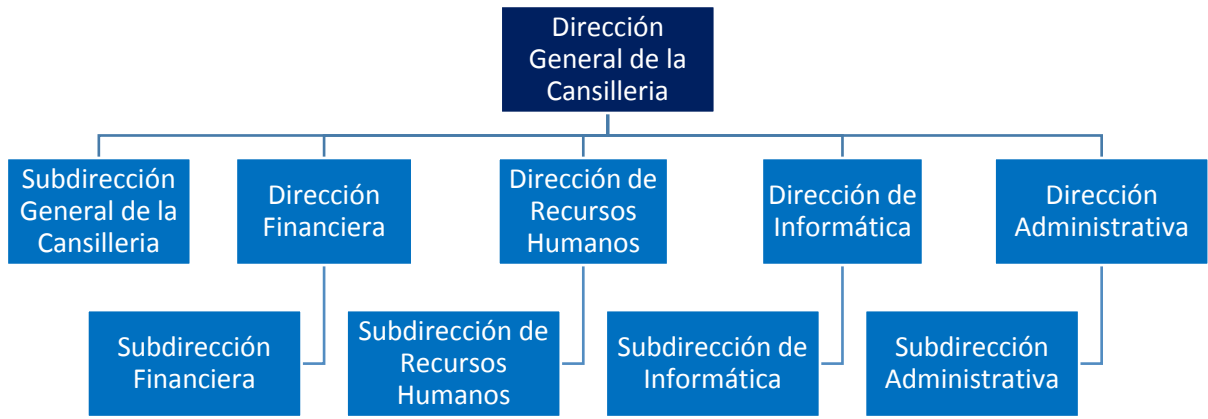 Dirección
General de la
Cansilleria
Subdirección
General de la
Cansilleria
Dirección
Financiera
Dirección de
Recursos
Humanos
Dirección de
Informática
Dirección
Administrativa
Subdirección
Financiera
Subdirección de
Recursos
Humanos
Subdirección de
Informática
Subdirección
Administrativa